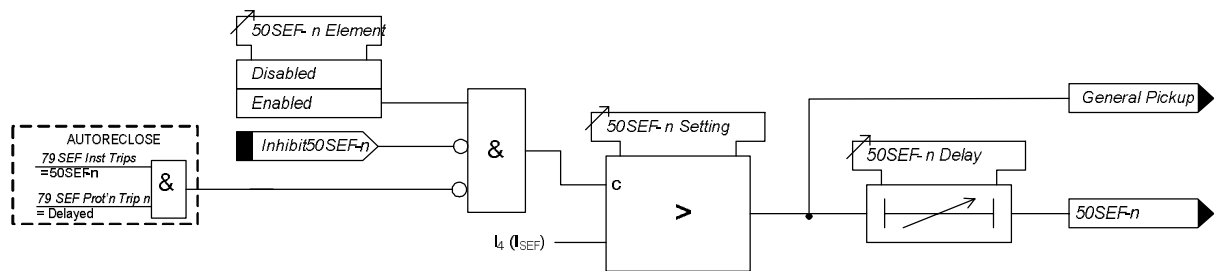 50SEF- n Element
Disabled
Enabled
Inhibit50SEF-n
AUTORECLOSE
79 SEF Inst Trips
=50SEF-n
79 SEF Prot'n Trip n
= Delayed
&
&
50SEF- n Setting
c
>
I4 (ISEF)
50SEF- n Delay
General Pickup
50SEF-n